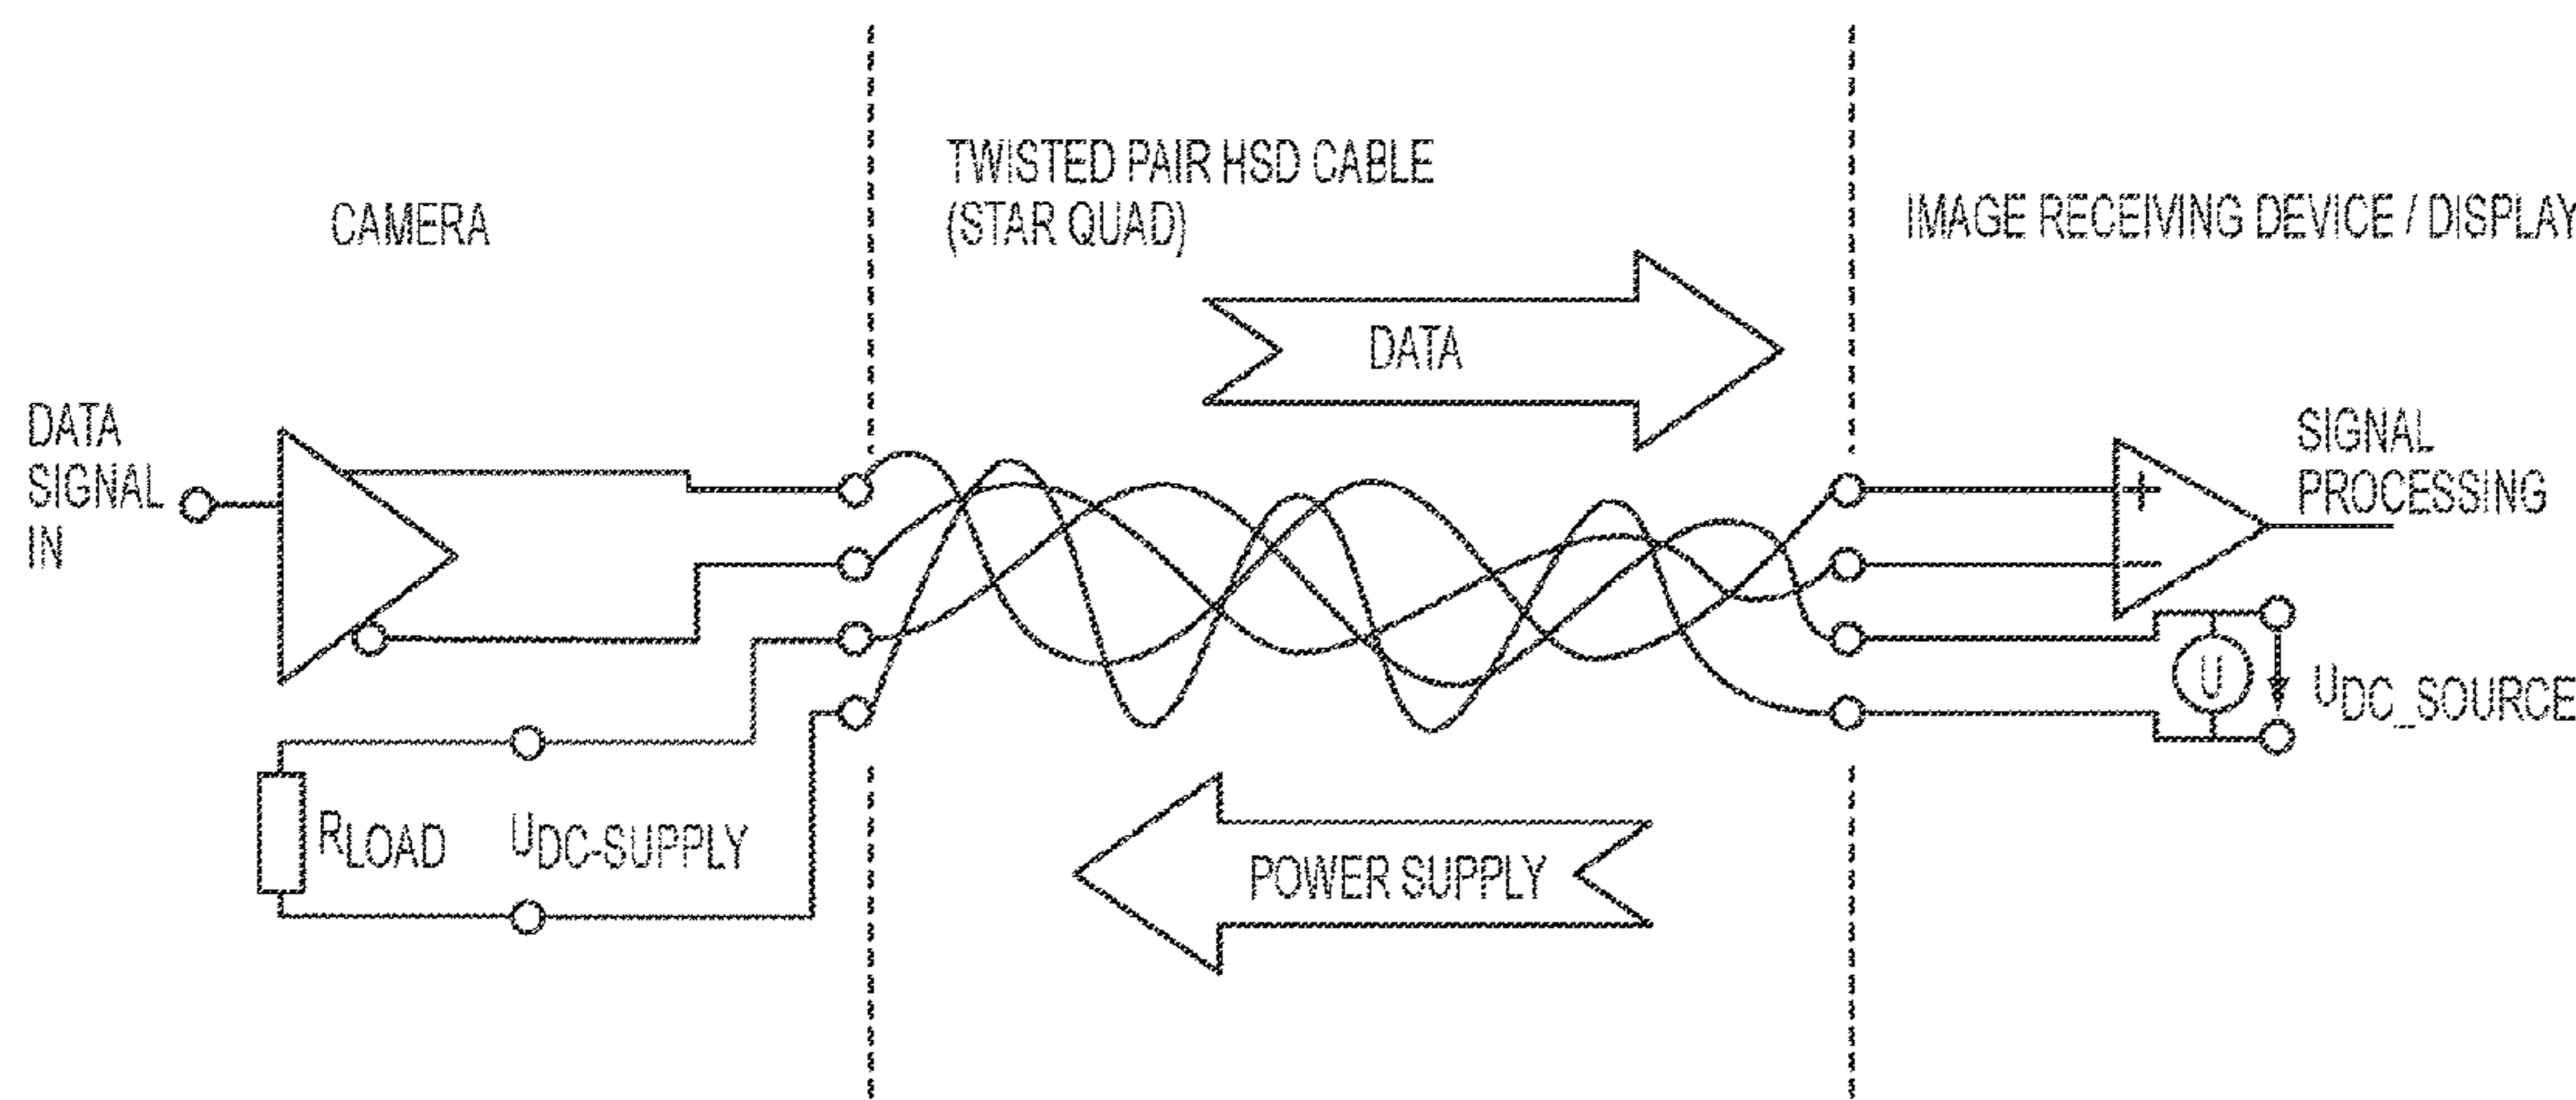 TWISTED PAIR HSD CABLE
(STAR QUAD)
CAMERA
IMAGE RECEIVING DEVICE / DISPLAY
DATA
DATA
SIGNAL
IN
SIGNAL
PROCESSING
+
−
U
UDC_SOURCE
RLOAD
UDC-SUPPLY
POWER SUPPLY